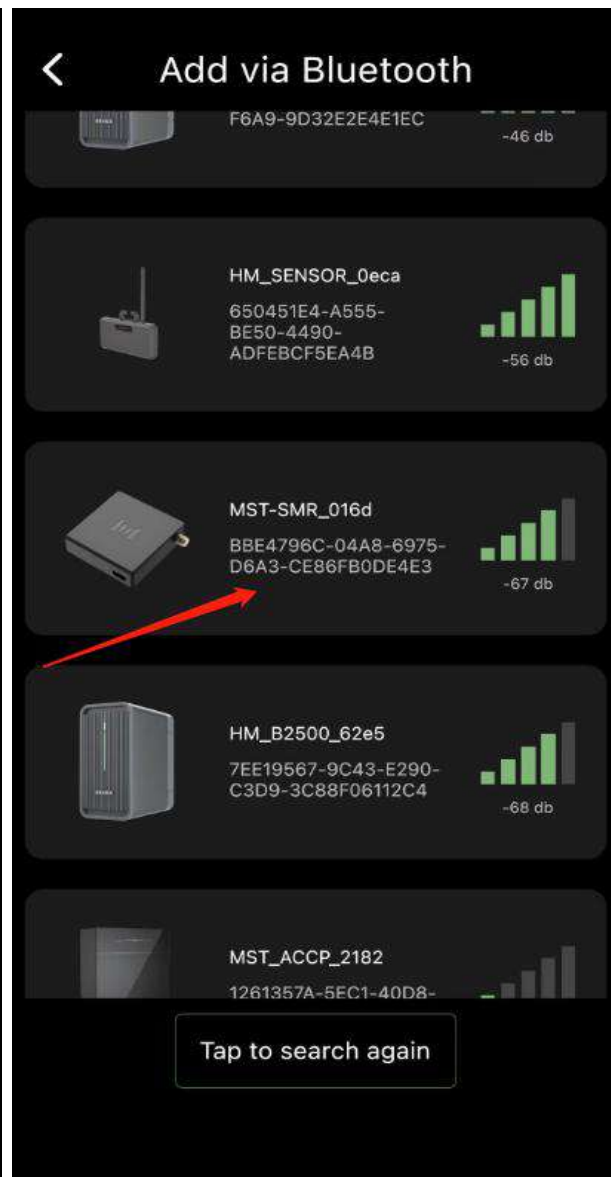 Add via Bluetooth
F6A9-9D32E2E4E1EC
-46 db
HM_SENSOR_0eca
650451E4-A555-
BE50-4490-
ADFEBCF5EA4B
-56 db
MST-SMR_016d
BBE4796C-04A8-6975-
D6A3-CE86FB0DE4E3
-67 db
HM_B2500_62e5
7EE19567-9C43-E290-
C3D9-3C88F06112C4
-68 db
MST_ACCP_2182
1261357A-5EC1-40D8-
Tap to search again